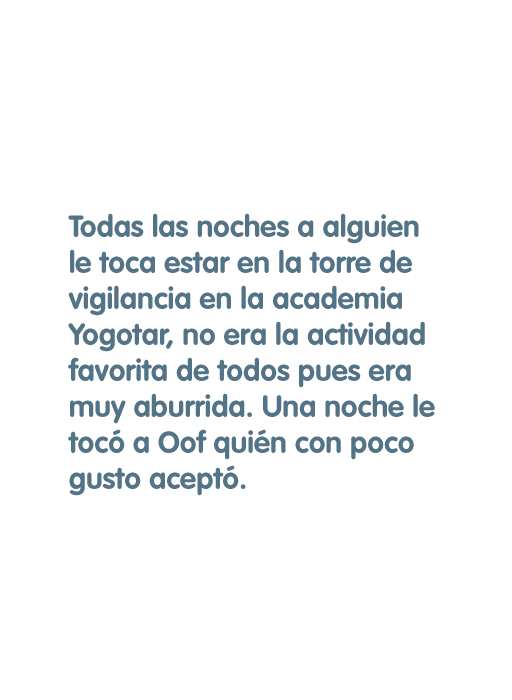 Todas las noches a alguien
le toca estar en la torre de
vigilancia en la academia
Yogotar, no era la actividad
favorita de todos pues era
muy aburrida. Una noche le
tocó a Oof quién con poco
gusto aceptó.